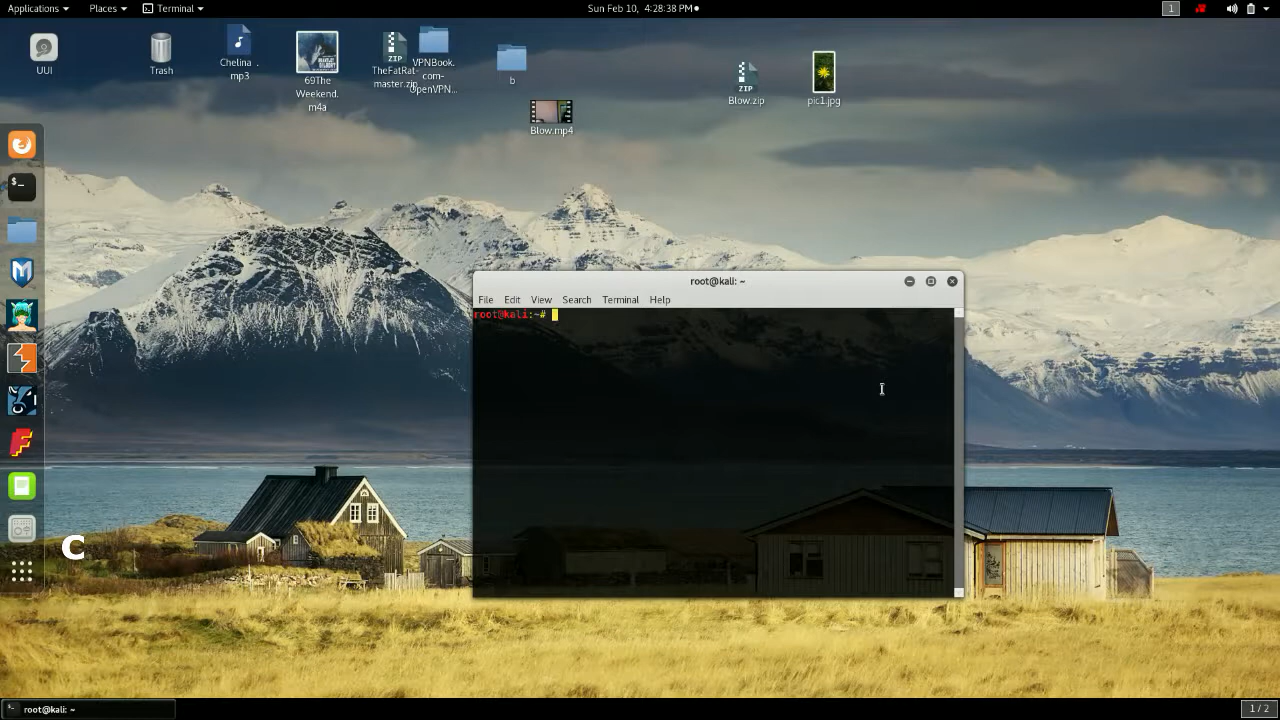 Applications Places Terminal Sun Feb 10, 4:28:38 PM 1
UUI
Trash
Chelina .
mp3
69The
Weekend.
m4a
ZIP
TheFatRat-
master.zip
VPNBook.
com-
OpenVPN...
b
Blow.mp4
ZIP
Blow.zip
pic1.jpg
root@kali: ~
File Edit View Search Terminal Help
root@kali:~#
C
root@kali: ~
1 / 2